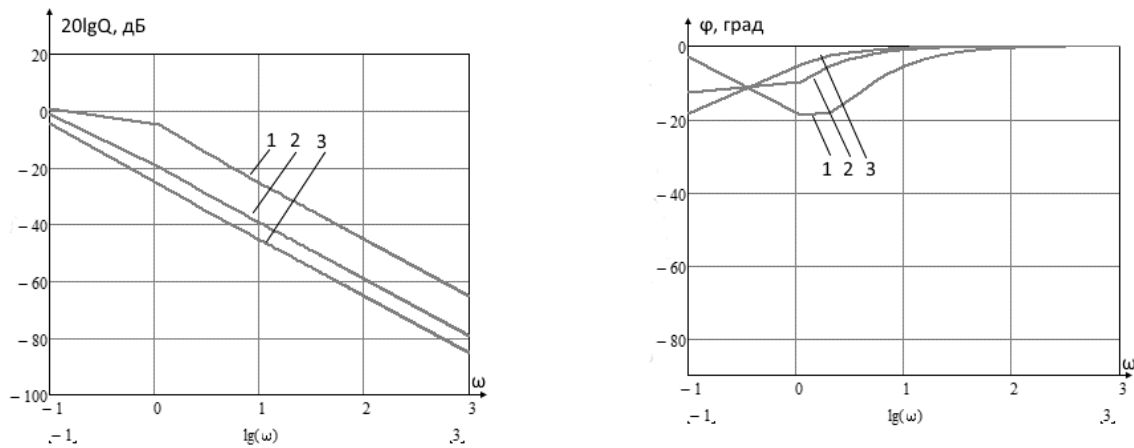 20lgQ, дБ
20
0
– 20
– 40
– 60
– 80
– 100
1 2 3
ω
– 1 0 1 2 3
– 1 lg(ω) 3
φ, град
0
– 20
– 40
– 60
– 80
1 2 3
ω
– 1 0 1 2 3
– 1 lg(ω) 3